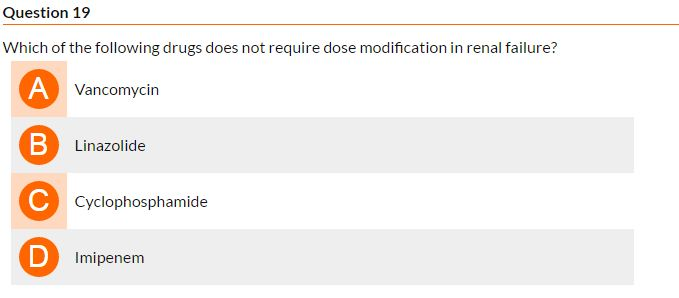 Question 19
Which of the following drugs does not require dose modification in renal failure?
A Vancomycin
B Linazolide
C Cyclophosphamide
D Imipenem